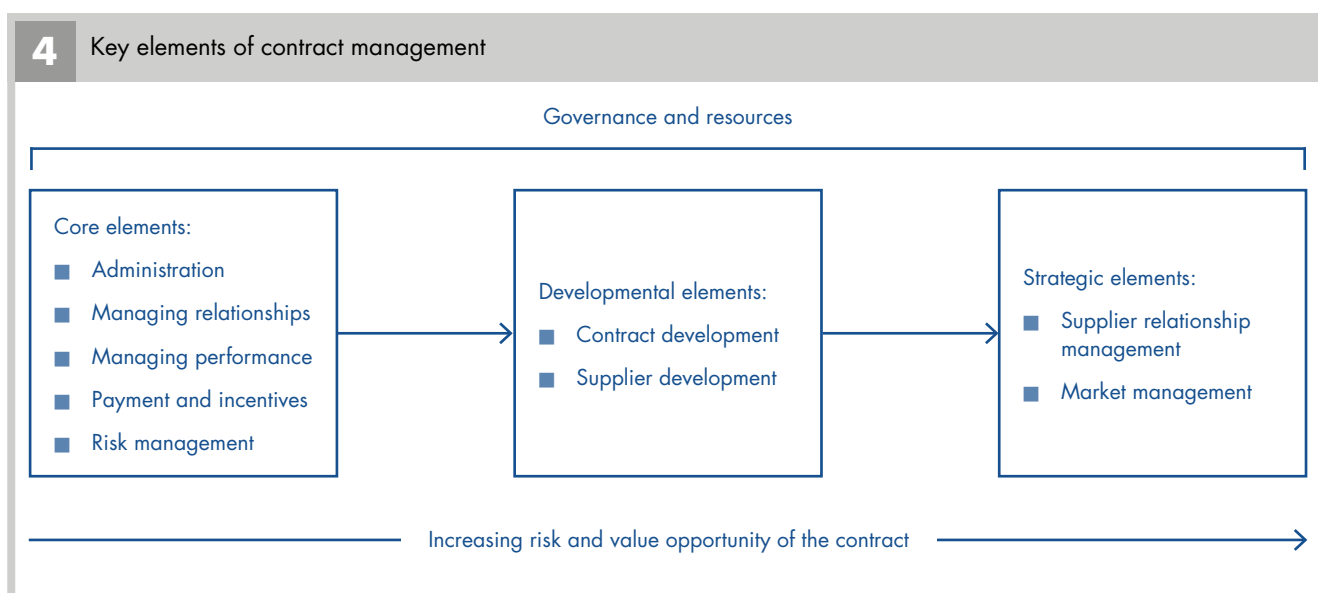 4
Key elements of contract management
Governance and resources
Core elements:
Administration
Managing relationships
Managing performance
Payment and incentives
Risk management
Developmental elements:
Contract development
Supplier development
Strategic elements:
Supplier relationship
management
Market management
Increasing risk and value opportunity of the contract